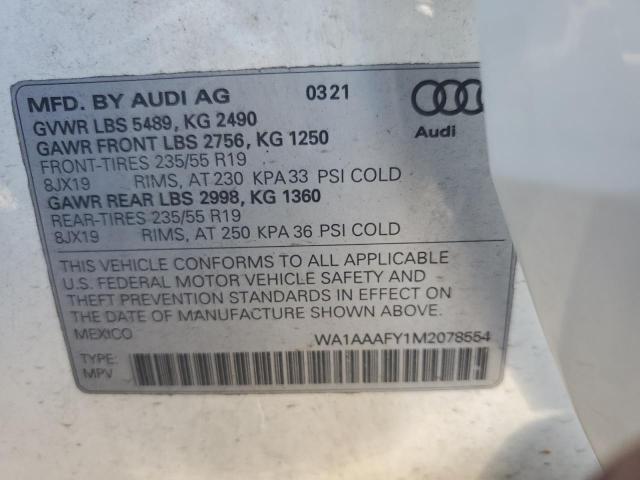 MFD. BY AUDI AG 03 21
GVWR LBS 5489, KG 2490
GAWR FRONT LBS 2756, KG 1250
FRONT-TIRES 235/55 R19
8JX19 RIMS, AT 230 KPA 33 PSI COLD
GAWR REAR LBS 2998, KG 1360
REAR-TIRES 235/55 R19
8JX19 RIMS, AT 250 KPA 36 PSI COLD
Audi
THIS VEHICLE CONFORMS TO ALL APPLICABLE
U.S. FEDERAL MOTOR VEHICLE SAFETY AND
THEFT PREVENTION STANDARDS IN EFFECT ON
THE DATE OF MANUFACTURE SHOWN ABOVE.
MEXICO WA1AAAFY1M2078554
TYPE:
MPV